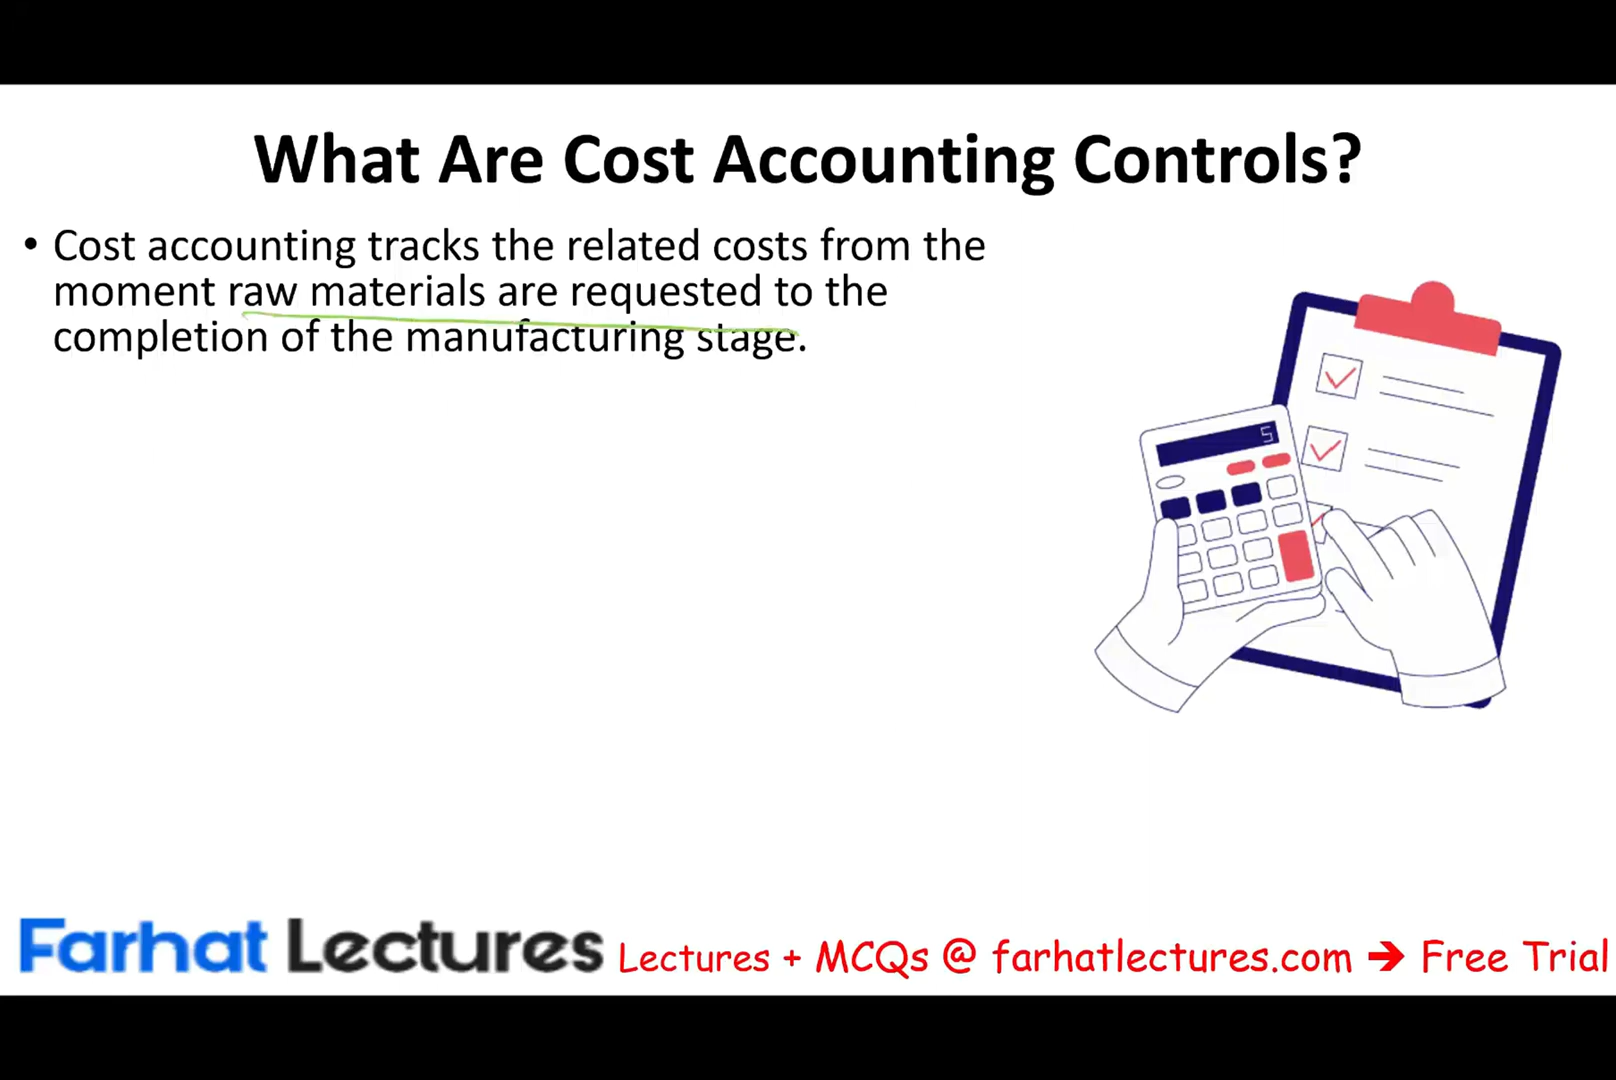 What Are Cost Accounting Controls?
• Cost accounting tracks the related costs from the
moment raw materials are requested to the
completion of the manufacturing stage.
5
Farhat Lectures Lectures + MCQs @ farhatlectures.com → Free Trial